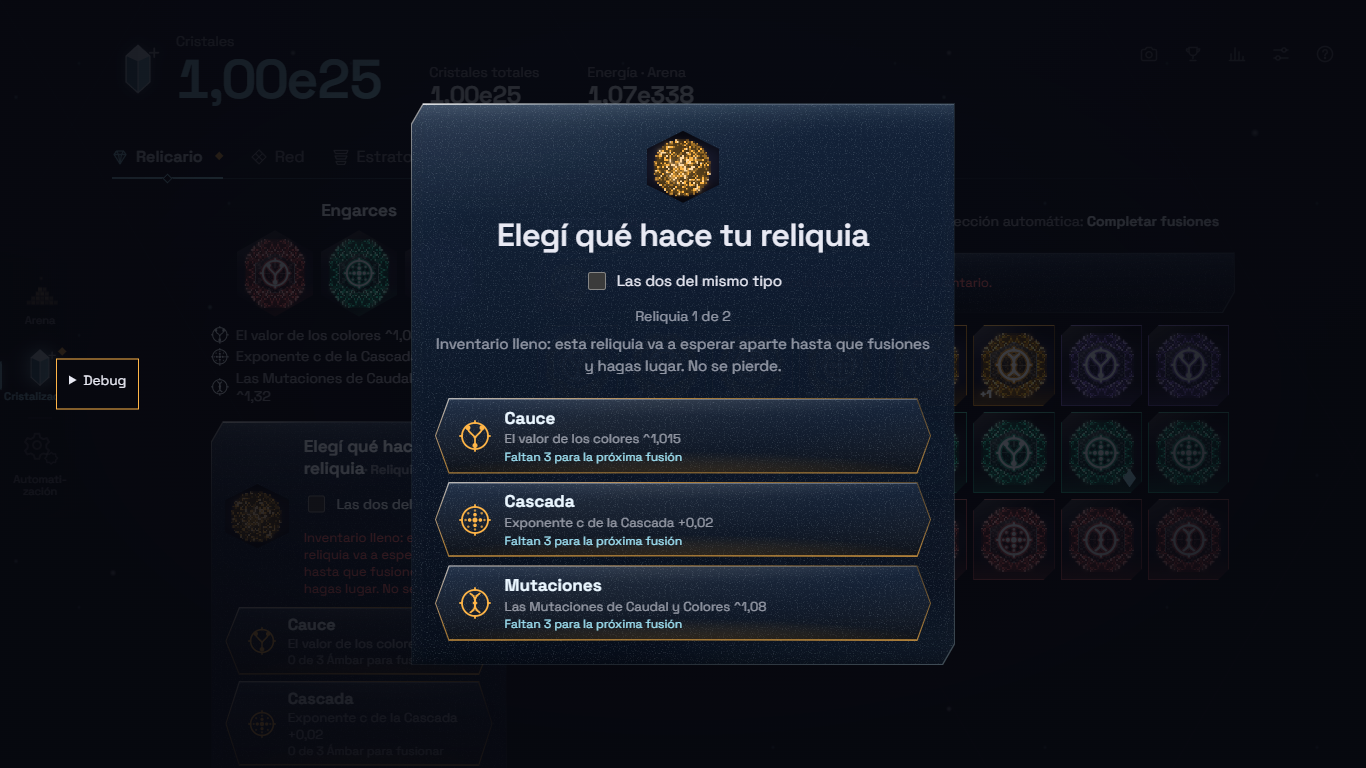 Cristales
1,00e25
Cristales totales
1,00e25
Energía · Arena
1,07e338
Relicario
Red
Estrato
Engarces
El valor de los colores ^1,0
Exponente c de la Cascada
Las Mutaciones de Caudal
^1,32
Arena
Debug
Cristaliza
Automati-
zación
Elegí qué hac
reliquia
Reliqui
Las dos del
Inventario lleno: e
reliquia va a espe
hasta que fusion
hagas lugar. No se
Cauce
El valor de los colore
0 de 3 Ámbar para fu
Cascada
Exponente c de la Cascada
+0,02
0 de 3 Ámbar para fusionar
Elegí qué hace tu reliquia
Las dos del mismo tipo
Reliquia 1 de 2
Inventario lleno: esta reliquia va a esperar aparte hasta que fusiones
y hagas lugar. No se pierde.
Cauce
El valor de los colores ^1,015
Faltan 3 para la próxima fusión
Cascada
Exponente c de la Cascada +0,02
Faltan 3 para la próxima fusión
Mutaciones
Las Mutaciones de Caudal y Colores ^1,08
Faltan 3 para la próxima fusión
ección automática: Completar fusiones
ntario.
+1